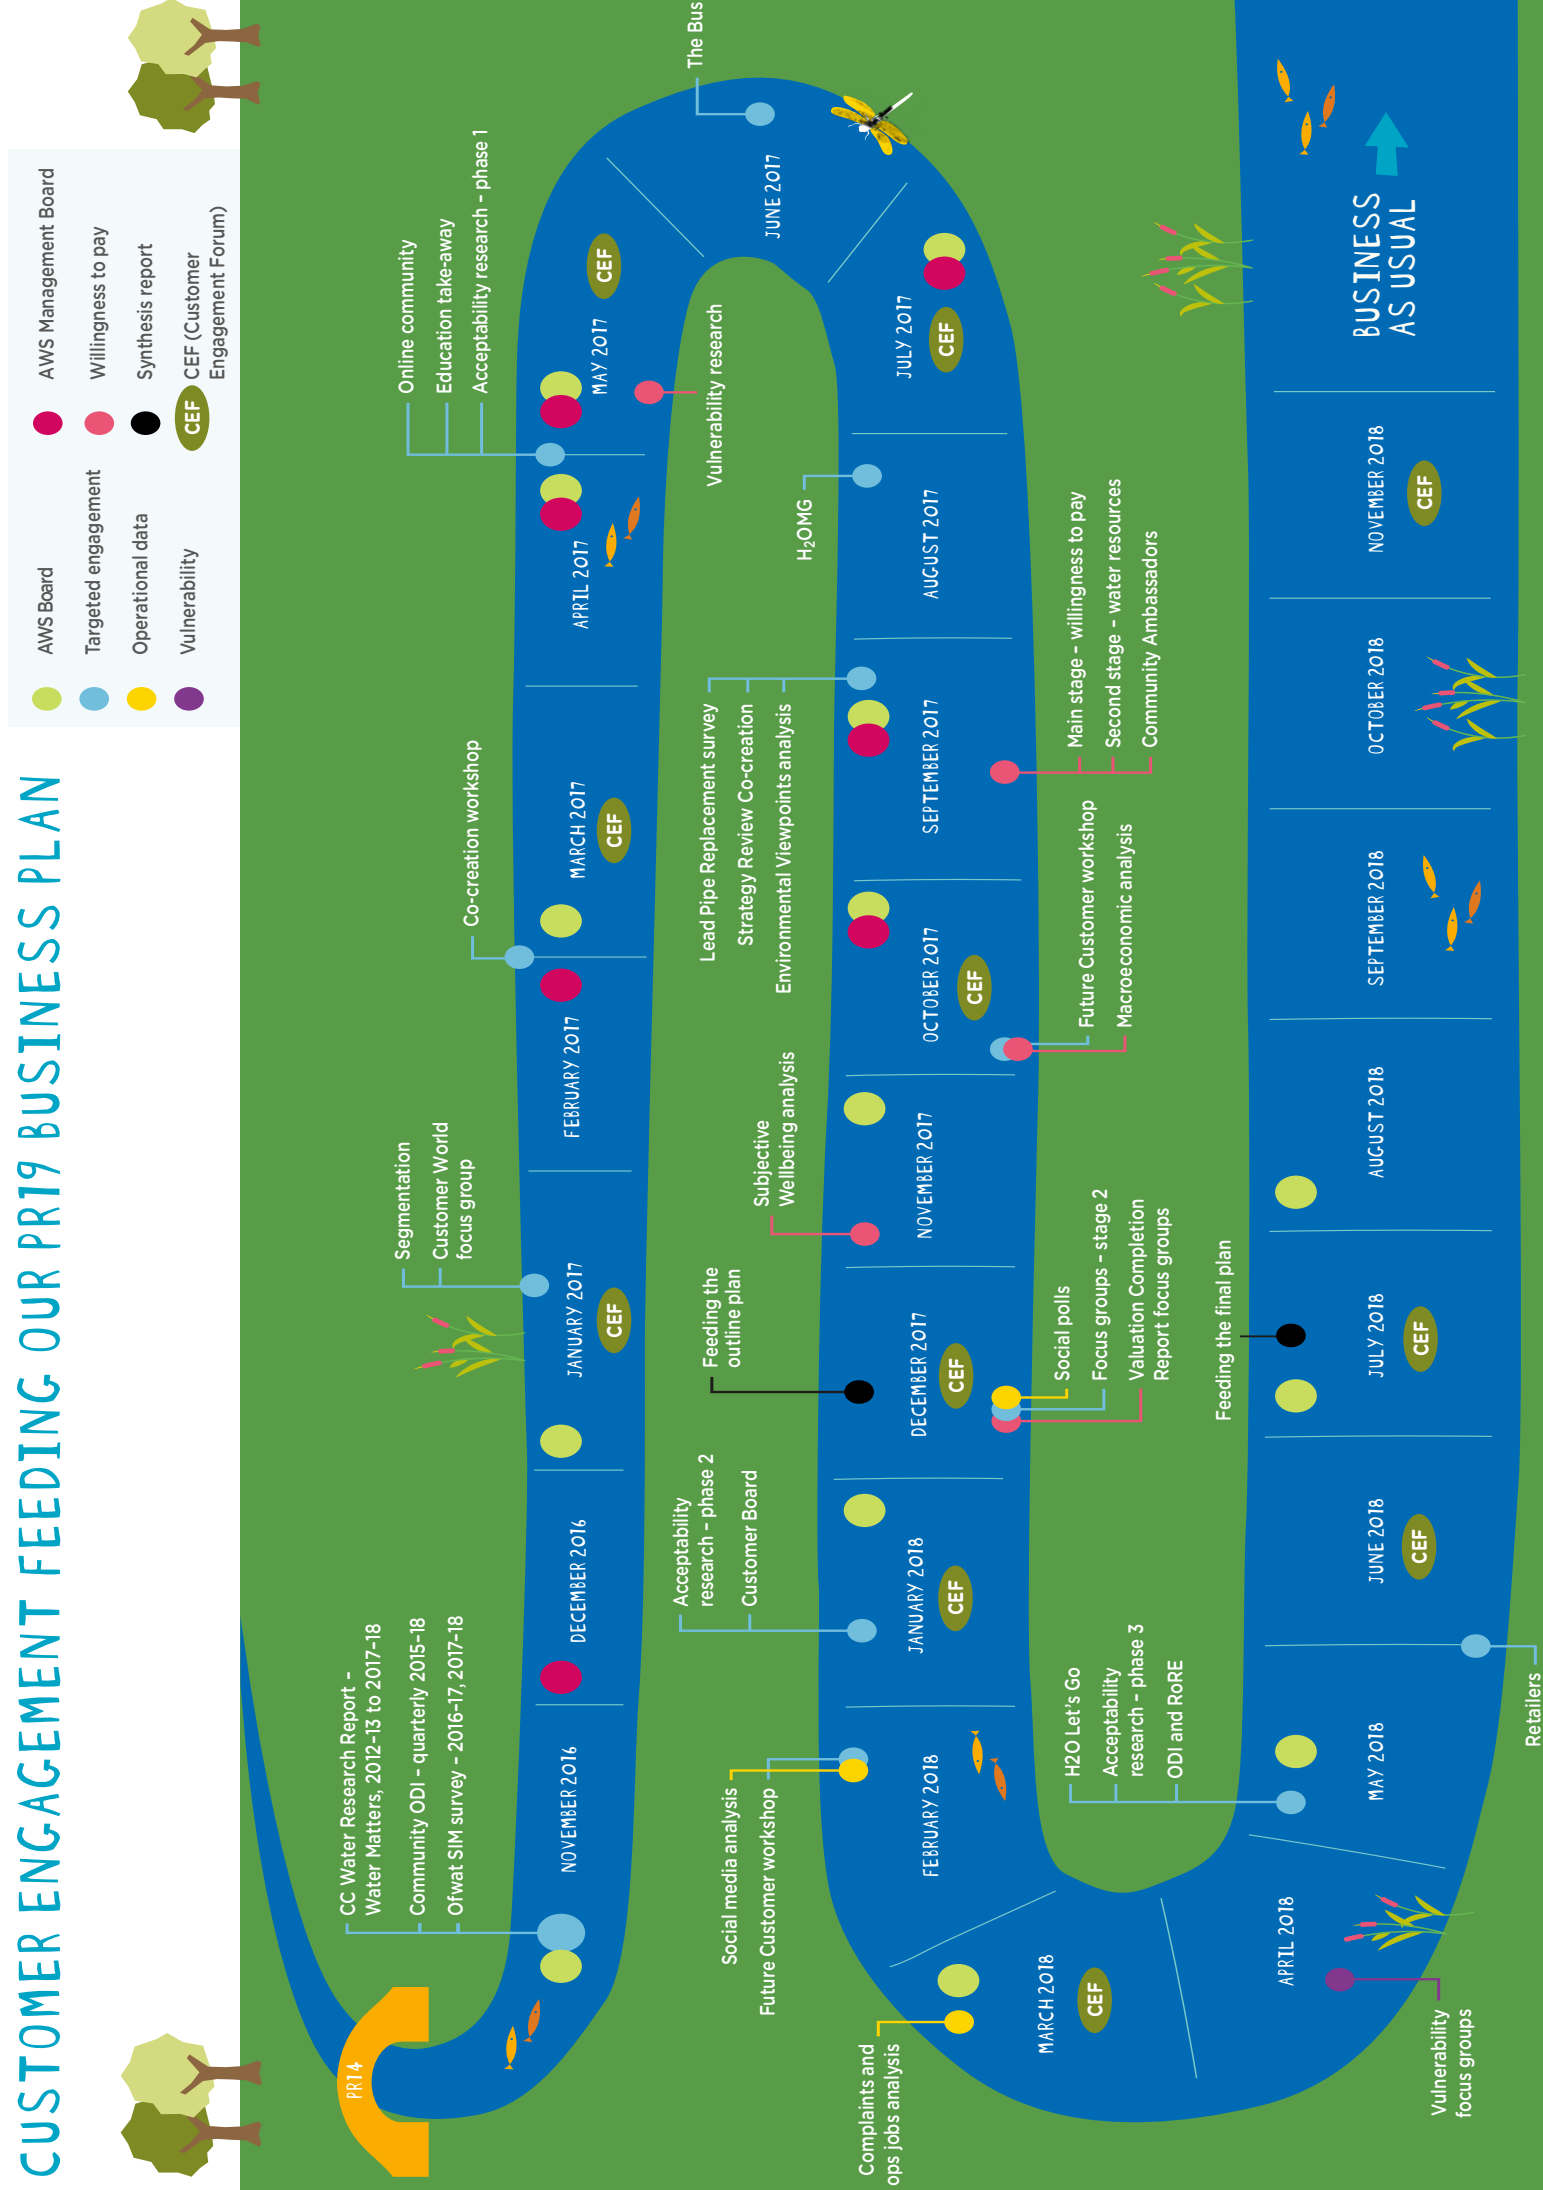 CUSTOMER ENGAGEMENT FEEDING OUR PR19 BUSINESS PLAN
AWS Board
AWS Management Board
Targeted engagement
Willingness to pay
Operational data
Synthesis report
Vulnerability
CEF
CEF (Customer
Engagement Forum)
PR14
CC Water Research Report –
Water Matters, 2012–13 to 2017–18
Community ODI – quarterly 2015–18
Ofwat SIM survey – 2016–17, 2017–18
NOVEMBER 2016
DECEMBER 2016
Segmentation
Customer World
focus group
JANUARY 2017
CEF
FEBRUARY 2017
Co-creation workshop
MARCH 2017
CEF
APRIL 2017
Online community
Education take-away
Acceptability research – phase 1
MAY 2017
CEF
Vulnerability research
The Bus
JUNE 2017
JULY 2017
CEF
H₂OMG
AUGUST 2017
Lead Pipe Replacement survey
Strategy Review Co-creation
Environmental Viewpoints analysis
SEPTEMBER 2017
Main stage – willingness to pay
Second stage – water resources
Community Ambassadors
OCTOBER 2017
CEF
Future Customer workshop
Macroeconomic analysis
Subjective
Wellbeing analysis
NOVEMBER 2017
Feeding the
outline plan
DECEMBER 2017
CEF
Social polls
Focus groups – stage 2
Valuation Completion
Report focus groups
Acceptability
research – phase 2
Customer Board
JANUARY 2018
CEF
Social media analysis
Future Customer workshop
FEBRUARY 2018
Complaints and
ops jobs analysis
MARCH 2018
CEF
APRIL 2018
Vulnerability
focus groups
H2O Let's Go
Acceptability
research – phase 3
ODI and RoRE
MAY 2018
Retailers
JUNE 2018
CEF
Feeding the final plan
JULY 2018
CEF
AUGUST 2018
SEPTEMBER 2018
OCTOBER 2018
NOVEMBER 2018
CEF
BUSINESS
AS USUAL